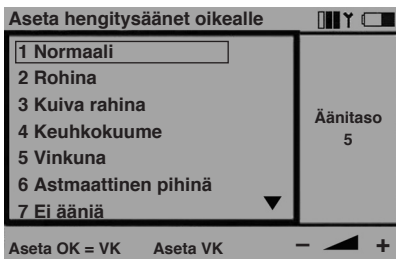 Aseta hengitysäänet oikealle
1 Normaali
2 Rohina
3 Kuiva rahina
4 Keuhkokuume
5 Vinkuna
6 Astmaattinen pihinä
7 Ei ääniä
Äänitaso
5
Aseta OK = VK Aseta VK − +